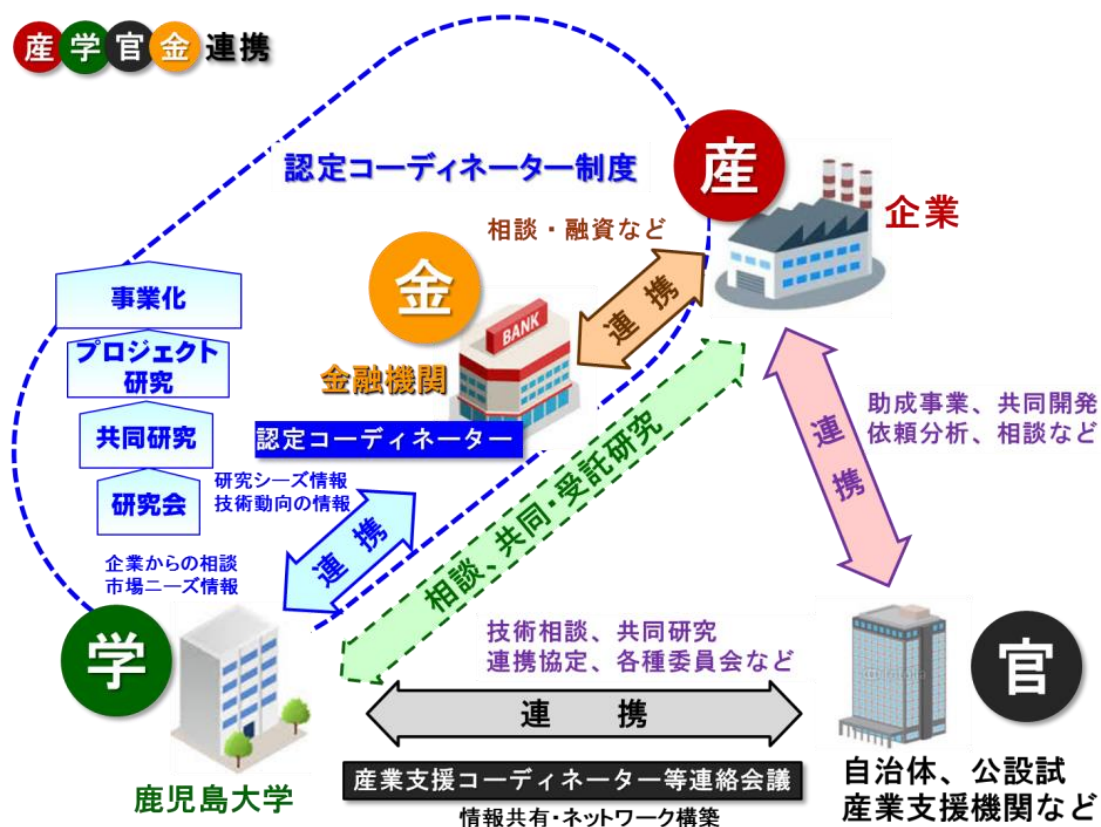 産学官金連携
認定コーディネーター制度
産
企業
相談・融資など
金
BANK
連携
金融機関
認定コーディネーター
事業化
プロジェクト
研究
共同研究
研究会
研究シーズ情報
技術動向の情報
連携
企業からの相談
市場ニーズ情報
相談、共同・受託研究
連携
助成事業、共同開発
依頼分析、相談など
学
鹿児島大学
技術相談、共同研究
連携協定、各種委員会など
連携
官
自治体、公設試
産業支援機関など
産業支援コーディネーター等連絡会議
情報共有・ネットワーク構築